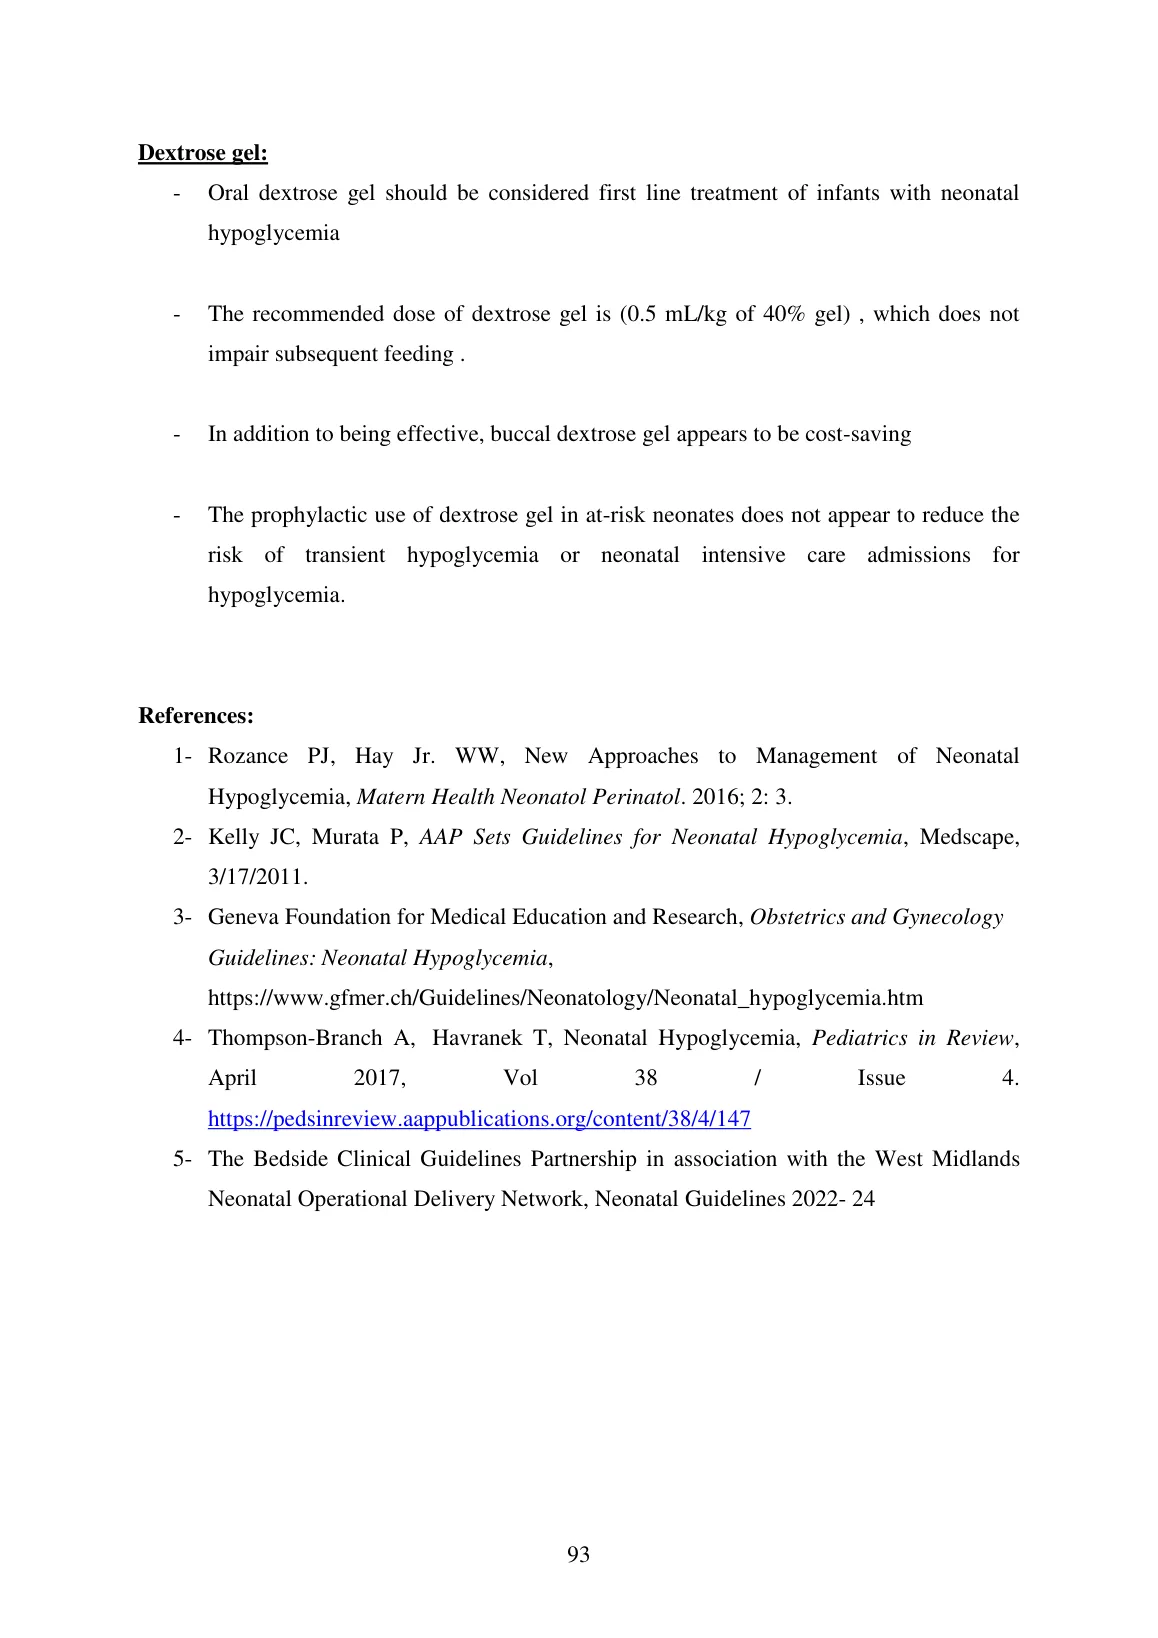 Dextrose gel:
- Oral dextrose gel should be considered first line treatment of infants with neonatal
hypoglycemia
- The recommended dose of dextrose gel is (0.5 mL/kg of 40% gel) , which does not
impair subsequent feeding .
- In addition to being effective, buccal dextrose gel appears to be cost-saving
- The prophylactic use of dextrose gel in at-risk neonates does not appear to reduce the
risk of transient hypoglycemia or neonatal intensive care admissions for
hypoglycemia.
References:
1- Rozance PJ, Hay Jr. WW, New Approaches to Management of Neonatal
Hypoglycemia, Matern Health Neonatol Perinatol. 2016; 2: 3.
2- Kelly JC, Murata P, AAP Sets Guidelines for Neonatal Hypoglycemia, Medscape,
3/17/2011.
3- Geneva Foundation for Medical Education and Research, Obstetrics and Gynecology
Guidelines: Neonatal Hypoglycemia,
https://www.gfmer.ch/Guidelines/Neonatology/Neonatal_hypoglycemia.htm
4- Thompson-Branch A, Havranek T, Neonatal Hypoglycemia, Pediatrics in Review,
April 2017, Vol 38 / Issue 4.
https://pedsinreview.aappublications.org/content/38/4/147
5- The Bedside Clinical Guidelines Partnership in association with the West Midlands
Neonatal Operational Delivery Network, Neonatal Guidelines 2022- 24
93